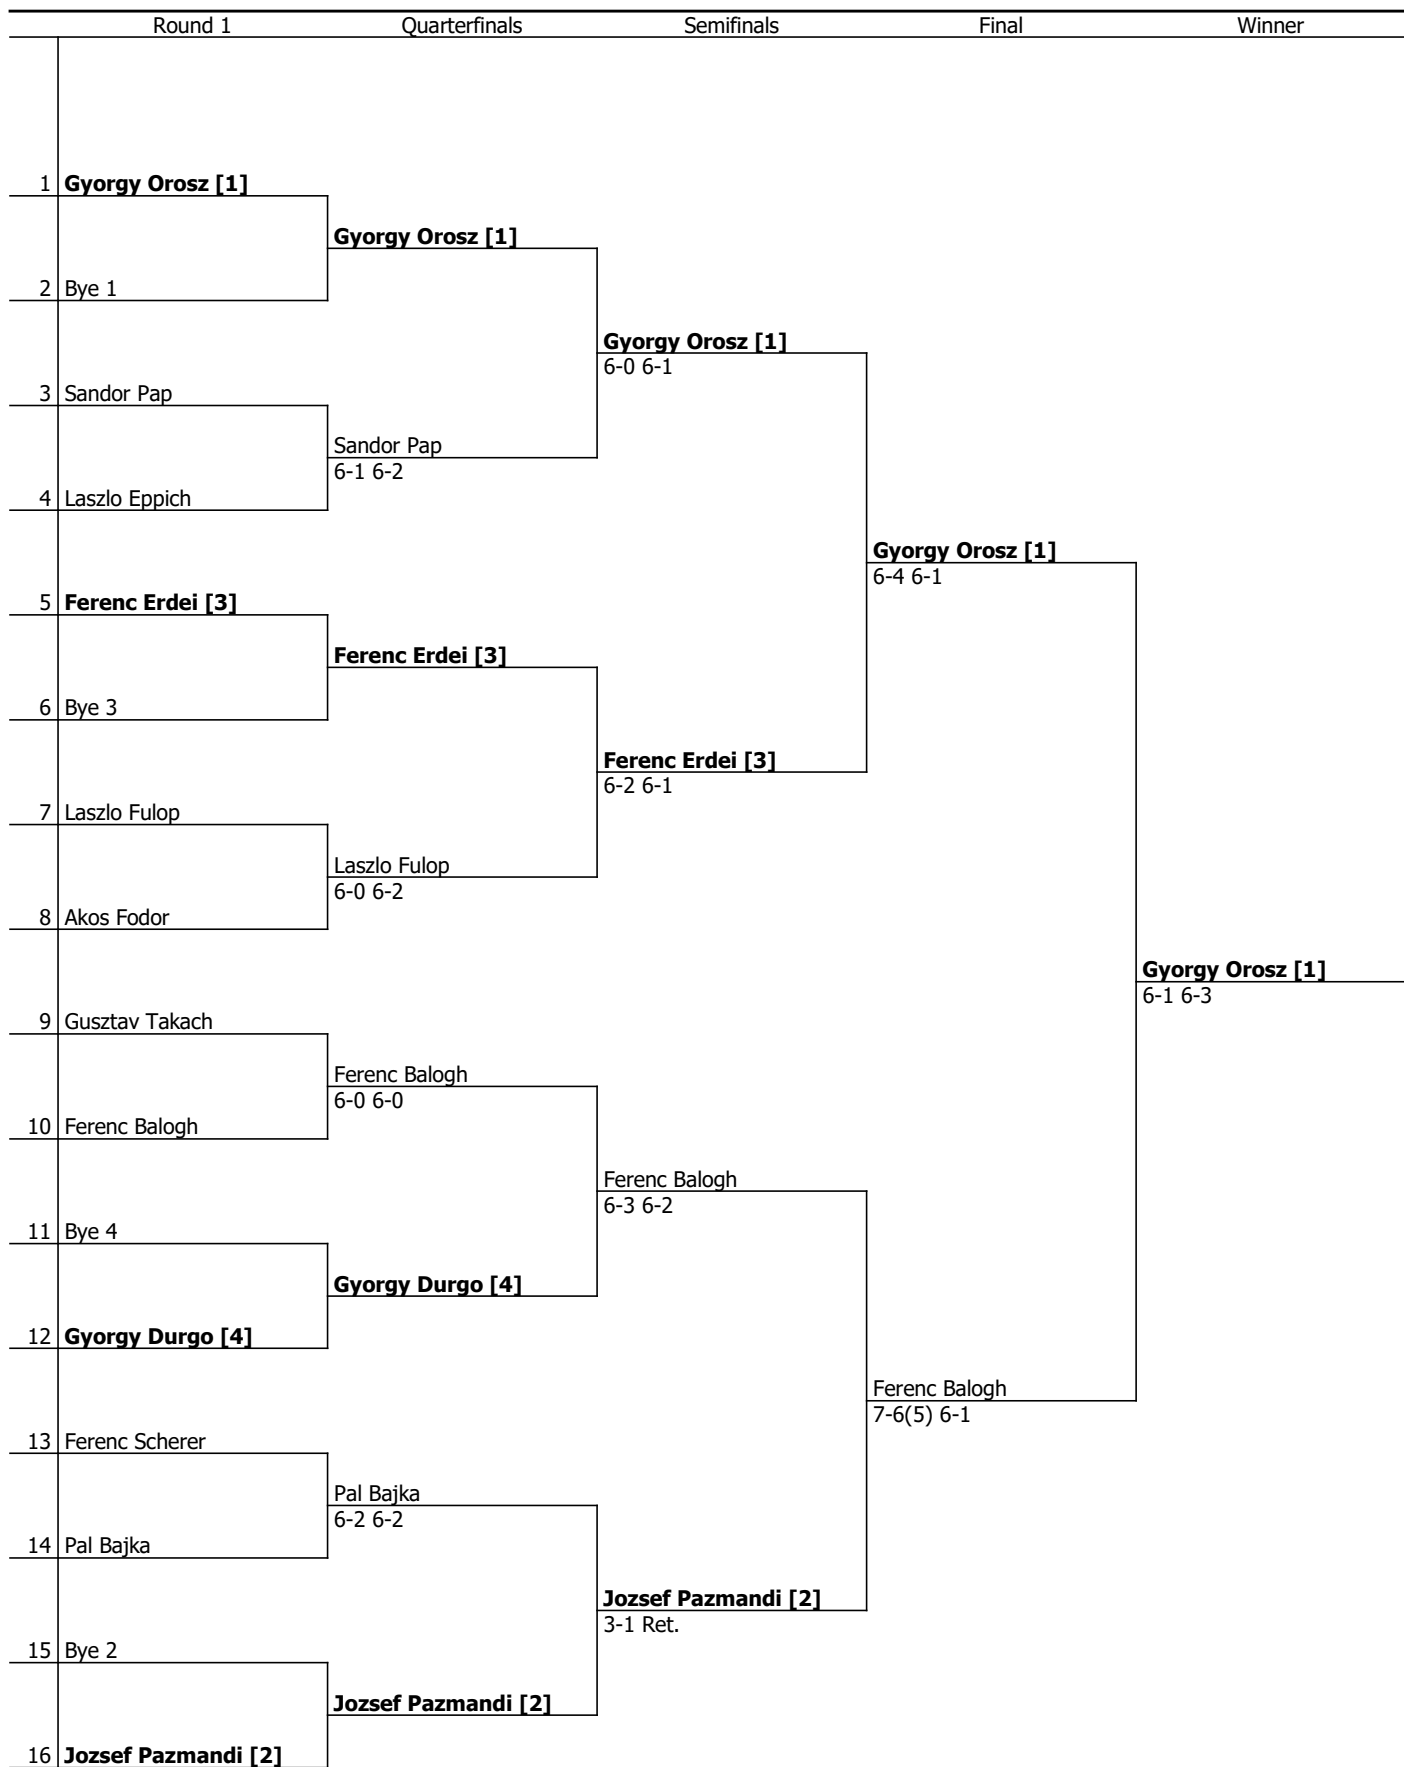 Round 1 Quarterfinals Semifinals Final Winner
1 Gyorgy Orosz [1]
Gyorgy Orosz [1]
2 Bye 1
Gyorgy Orosz [1]
6-0 6-1
3 Sandor Pap
Sandor Pap
6-1 6-2
4 Laszlo Eppich
Gyorgy Orosz [1]
6-4 6-1
5 Ferenc Erdei [3]
Ferenc Erdei [3]
6 Bye 3
Ferenc Erdei [3]
6-2 6-1
7 Laszlo Fulop
Laszlo Fulop
6-0 6-2
8 Akos Fodor
Gyorgy Orosz [1]
6-1 6-3
9 Gusztav Takach
Ferenc Balogh
6-0 6-0
10 Ferenc Balogh
Ferenc Balogh
6-3 6-2
11 Bye 4
Gyorgy Durgo [4]
12 Gyorgy Durgo [4]
Ferenc Balogh
7-6(5) 6-1
13 Ferenc Scherer
Pal Bajka
6-2 6-2
14 Pal Bajka
Jozsef Pazmandi [2]
3-1 Ret.
15 Bye 2
Jozsef Pazmandi [2]
16 Jozsef Pazmandi [2]